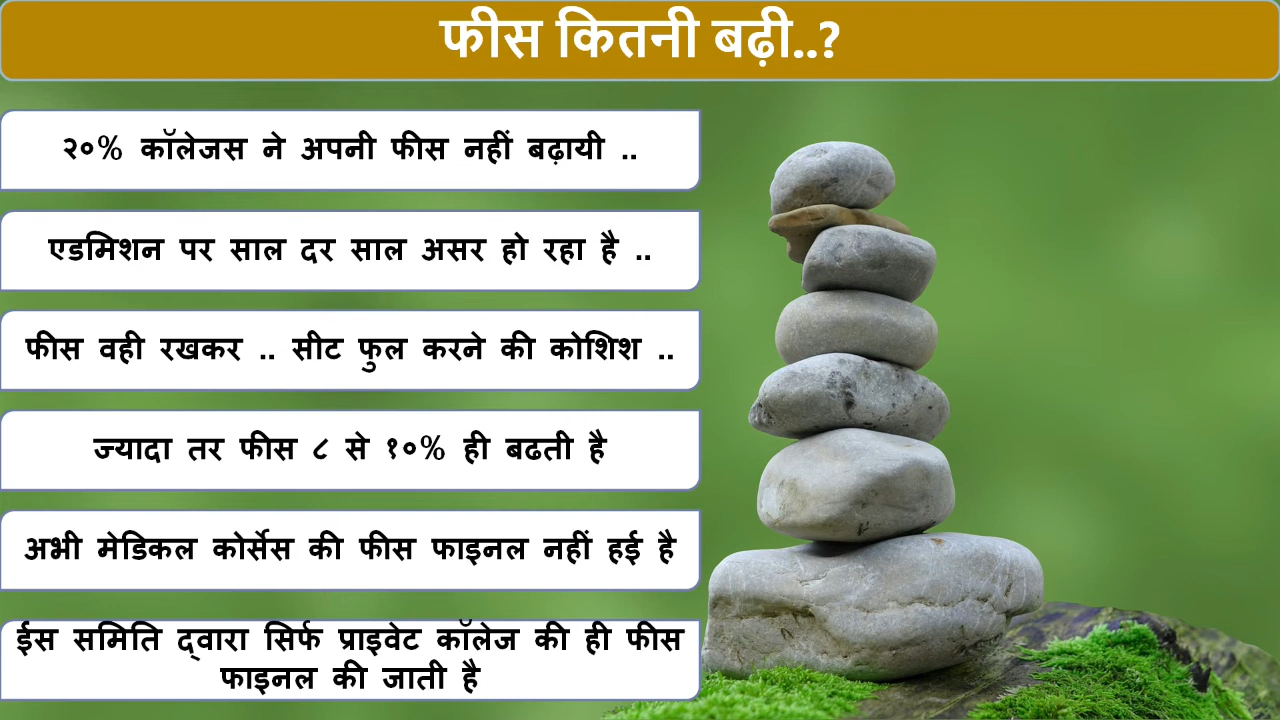 फीस कितनी बढ़ी..?
२०% कॉलेजस ने अपनी फीस नहीं बढ़ायी ..
एडमिशन पर साल दर साल असर हो रहा है ..
फीस वही रखकर .. सीट फुल करने की कोशिश ..
ज्यादा तर फीस ८ से १०% ही बढती है
अभी मेडिकल कोर्सेस की फीस फाइनल नहीं हई है
ईस समिति द्वारा सिर्फ प्राइवेट कॉलेज की ही फीस
फाइनल की जाती है